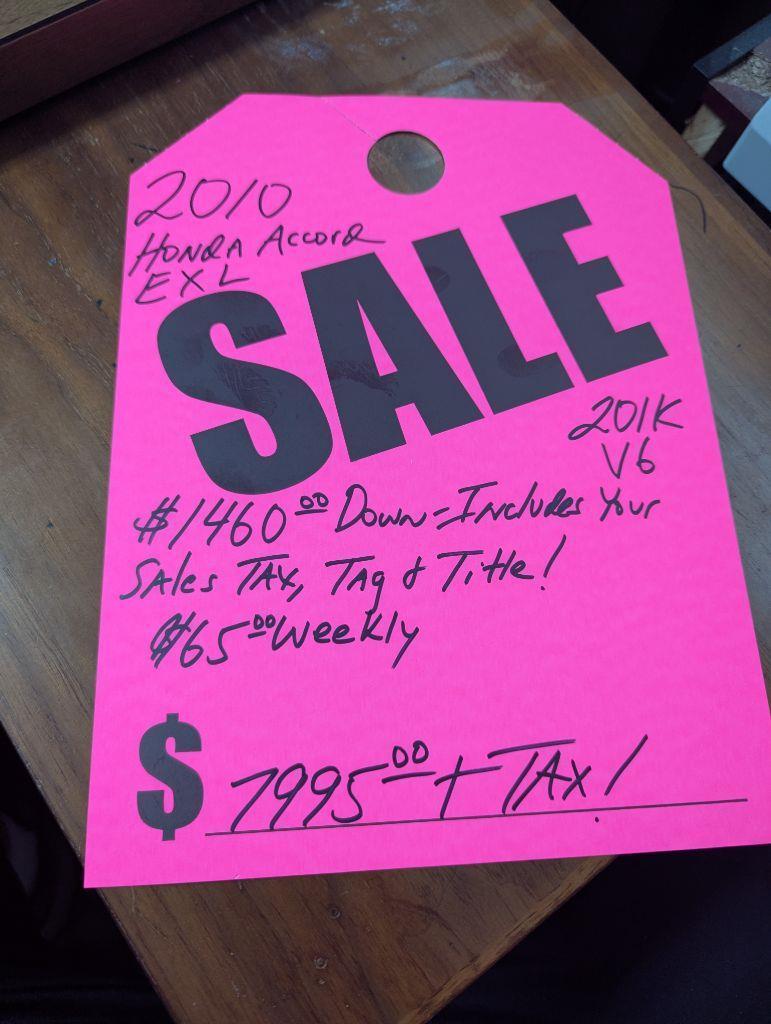 2010
HONDA Accord
EXL
SALE
201K
V6
$1460.00 Down-Includes Your
SAles TAX, TAg & Title!
$65.00 Weekly
$ 7995.00 + TAX!